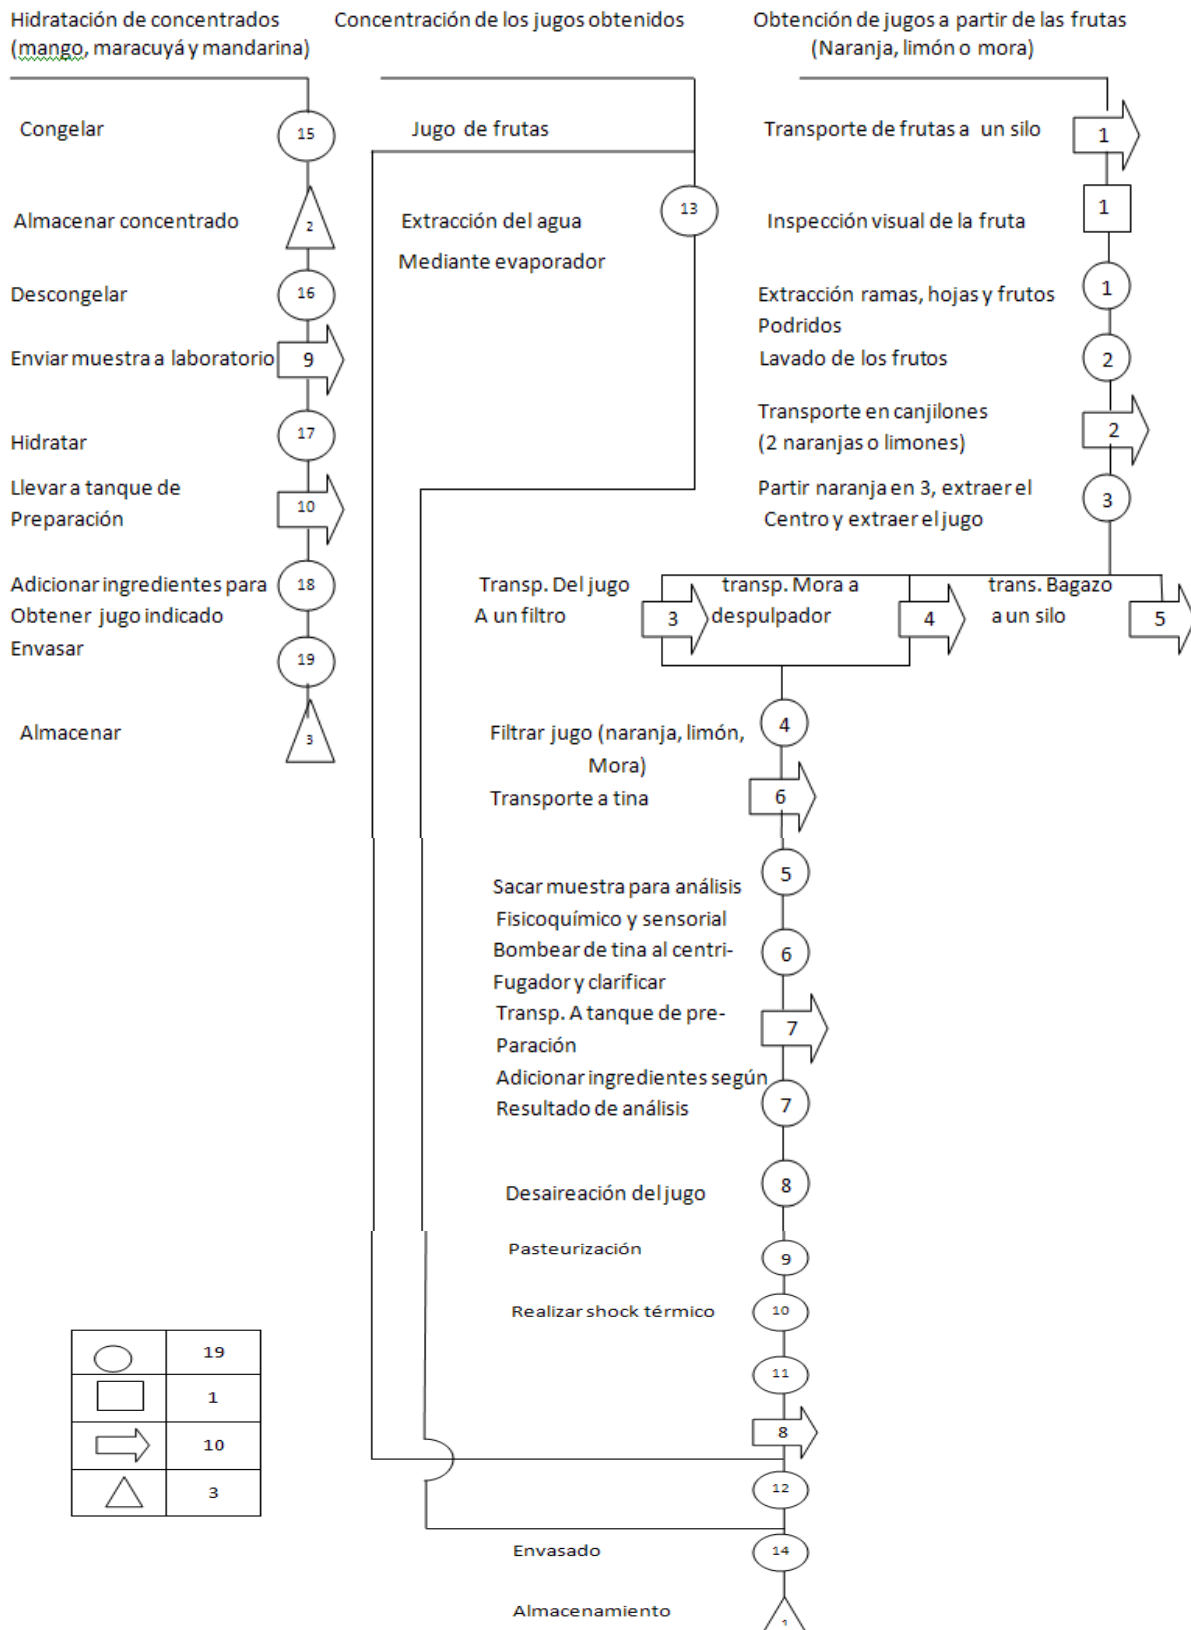 Hidratación de concentrados
(mango, maracuyá y mandarina)
Congelar
15
Almacenar concentrado
2
Descongelar
16
Enviar muestra a laboratorio
9
Hidratar
17
Llevar a tanque de
Preparación
10
Adicionar ingredientes para
Obtener jugo indicado
18
Envasar
19
Almacenar
3
Concentración de los jugos obtenidos
Jugo de frutas
Extracción del agua
Mediante evaporador
13
Obtención de jugos a partir de las frutas
(Naranja, limón o mora)
Transporte de frutas a un silo
1
Inspección visual de la fruta
1
Extracción ramas, hojas y frutos
Podridos
1
Lavado de los frutos
2
Transporte en canjilones
(2 naranjas o limones)
2
Partir naranja en 3, extraer el
Centro y extraer el jugo
3
Transp. Del jugo
A un filtro
3
transp. Mora a
despulpador
4
trans. Bagazo
a un silo
5
Filtrar jugo (naranja, limón,
Mora)
4
Transporte a tina
6
Sacar muestra para análisis
Fisicoquímico y sensorial
5
Bombear de tina al centri-
Fugador y clarificar
6
Transp. A tanque de pre-
Paración
7
Adicionar ingredientes según
Resultado de análisis
7
Desaireación del jugo
8
Pasteurización
9
Realizar shock térmico
10
11
8
12
Envasado
14
Almacenamiento
1
19
1
10
3